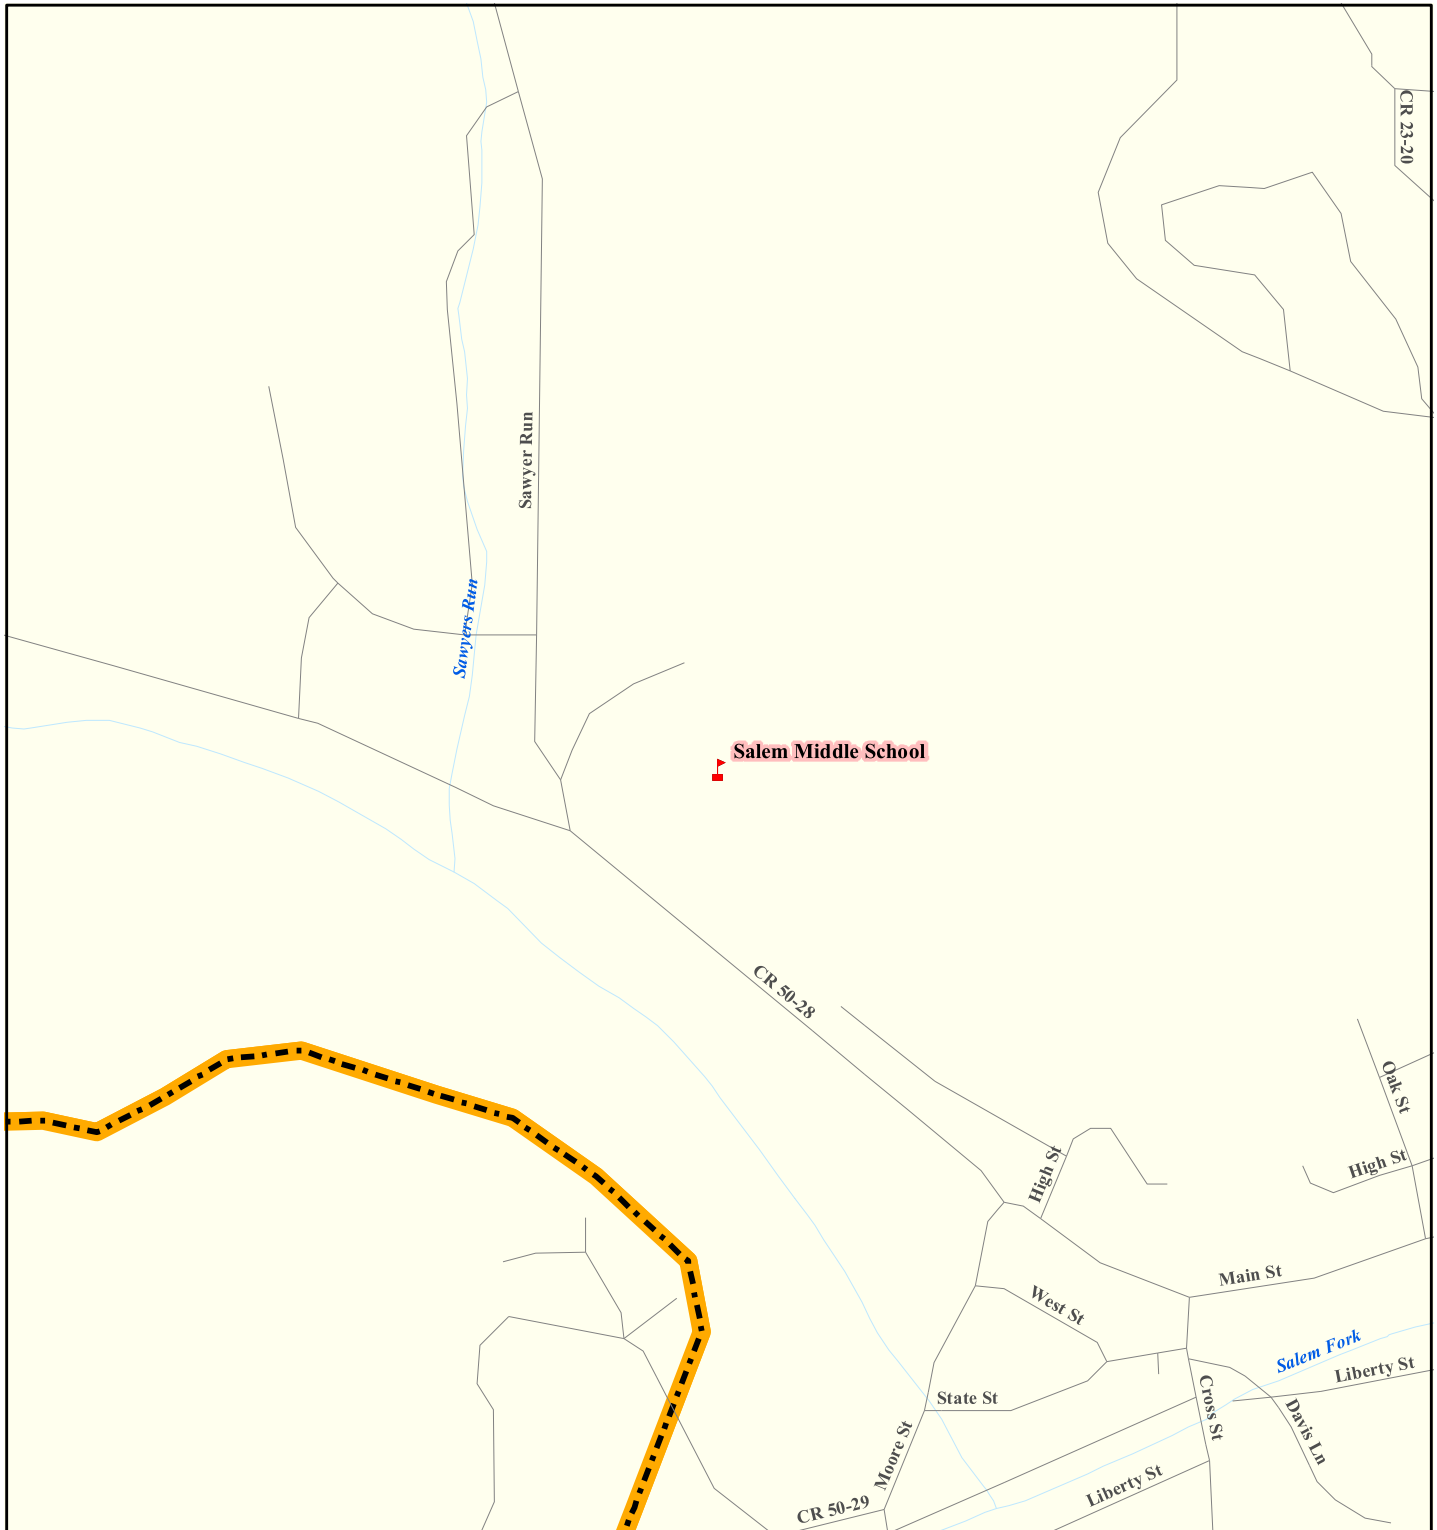 CR 23-20
Sawyer Run
Sawyers Run
Salem Middle School
CR 50-28
Oak St
High St
High St
Main St
West St
Salem Fork
Liberty St
State St
Cross St
Davis Ln
Moore St
Liberty St
CR 50-29